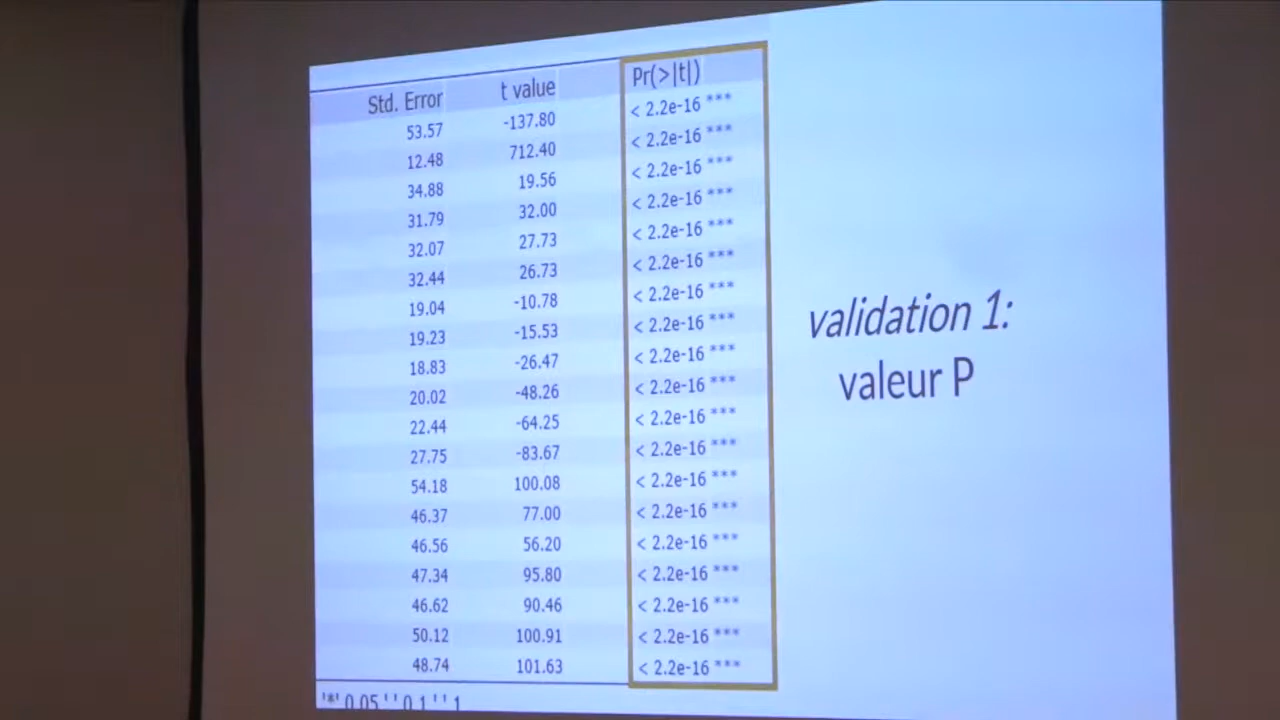 Std. Error t value Pr(>|t|)
53.57 -137.80 < 2.2e-16 ***
12.48 712.40 < 2.2e-16 ***
34.88 19.56 < 2.2e-16 ***
31.79 32.00 < 2.2e-16 ***
32.07 27.73 < 2.2e-16 ***
32.44 26.73 < 2.2e-16 ***
19.04 -10.78 < 2.2e-16 ***
19.23 -15.53 < 2.2e-16 ***
18.83 -26.47 < 2.2e-16 ***
20.02 -48.26 < 2.2e-16 ***
22.44 -64.25 < 2.2e-16 ***
27.75 -83.67 < 2.2e-16 ***
54.18 100.08 < 2.2e-16 ***
46.37 77.00 < 2.2e-16 ***
46.56 56.20 < 2.2e-16 ***
47.34 95.80 < 2.2e-16 ***
46.62 90.46 < 2.2e-16 ***
50.12 100.91 < 2.2e-16 ***
48.74 101.63 < 2.2e-16 ***
'*' 0.05 '.' 0.1 ' ' 1
validation 1:
valeur P